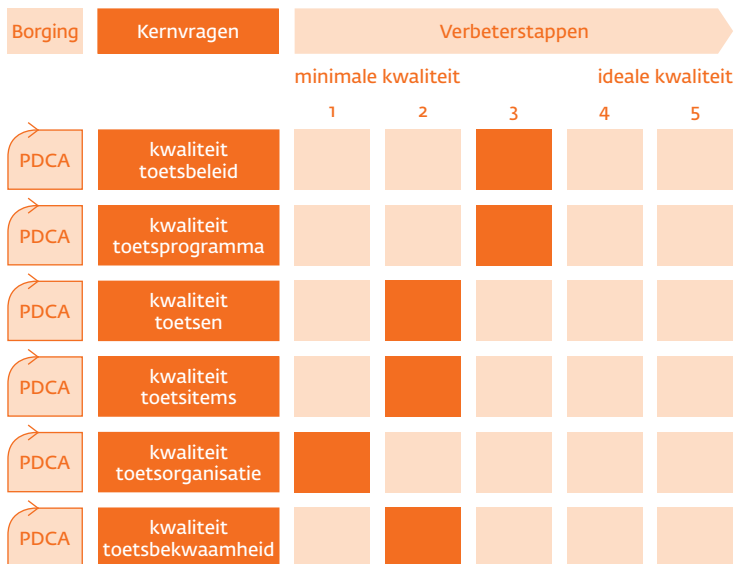 Borging
Kernvragen
Verbeterstappen
minimale kwaliteit
ideale kwaliteit
1
2
3
4
5
PDCA
kwaliteit
toetsbeleid
PDCA
kwaliteit
toetsprogramma
PDCA
kwaliteit
toetsen
PDCA
kwaliteit
toetsitems
PDCA
kwaliteit
toetsorganisatie
PDCA
kwaliteit
toetsbekwaamheid